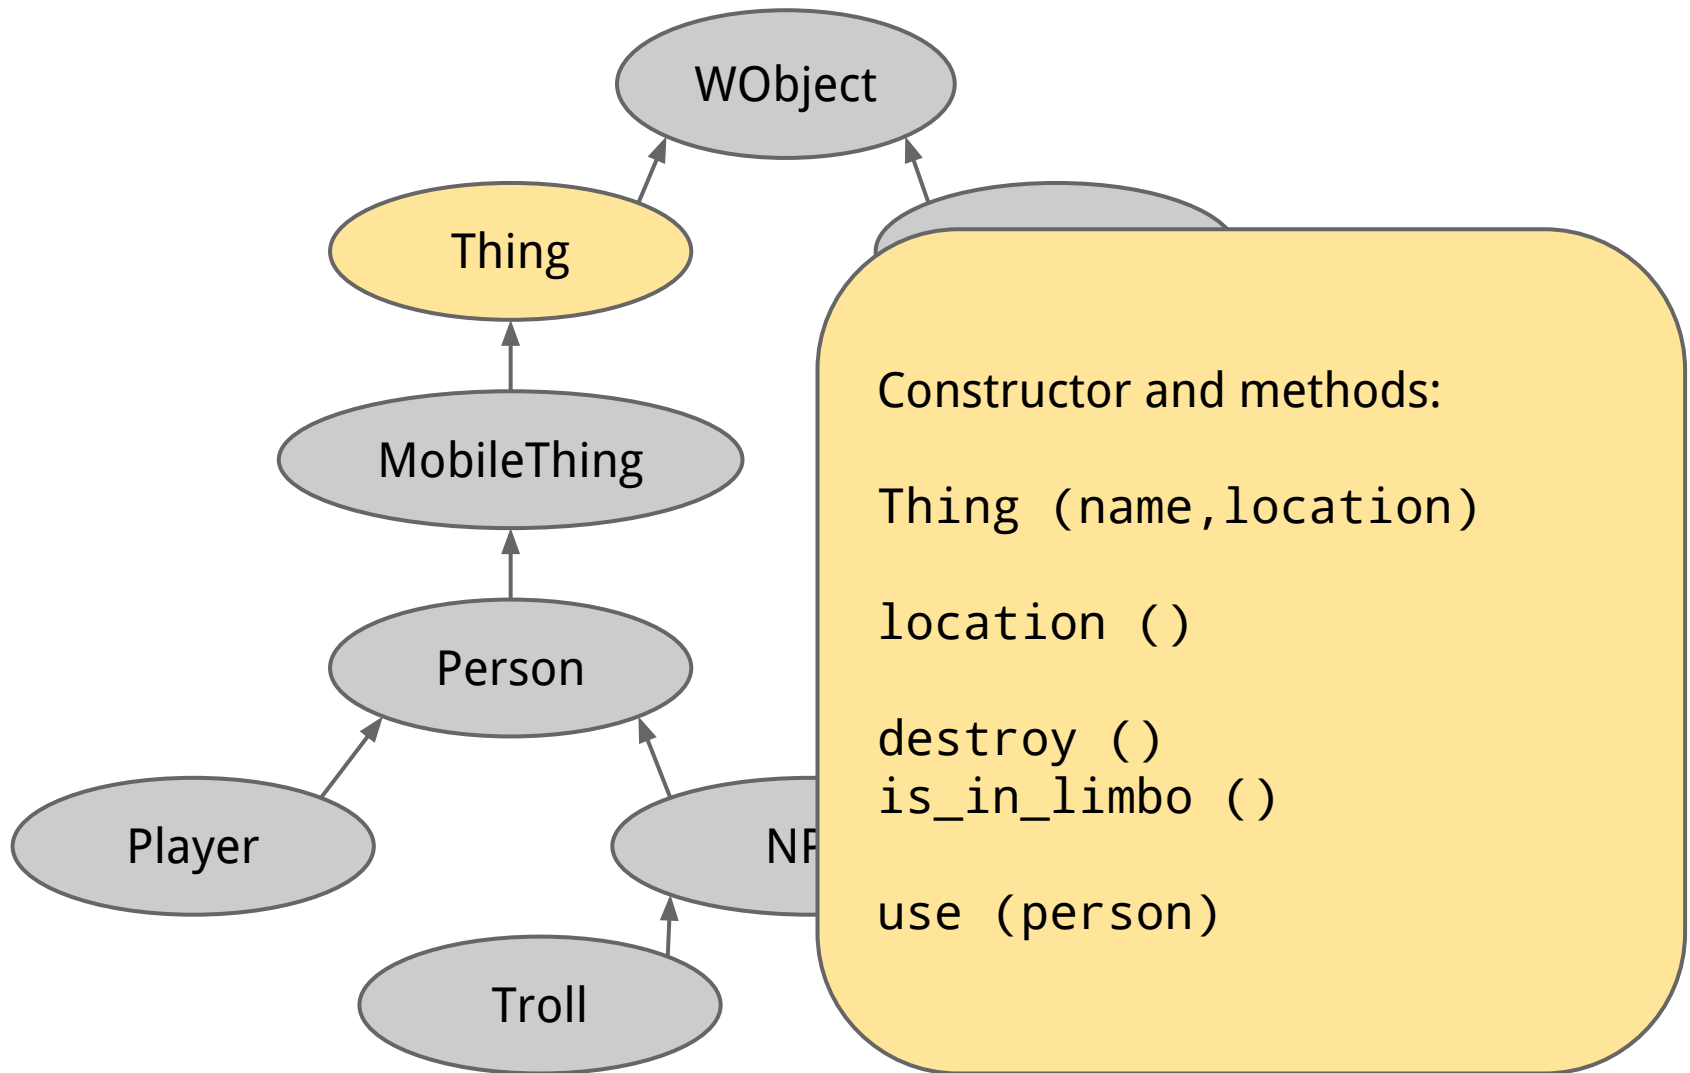 WObject
Thing
MobileThing
Person
Player
Troll
Constructor and methods:
Thing (name,location)
location ()
destroy ()
is_in_limbo ()
use (person)